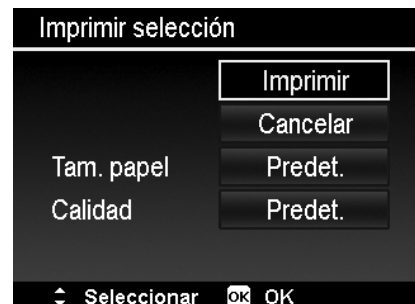 Imprimir selección
Imprimir
Cancelar
Tam. papel Predet.
Calidad Predet.
Seleccionar OK OK